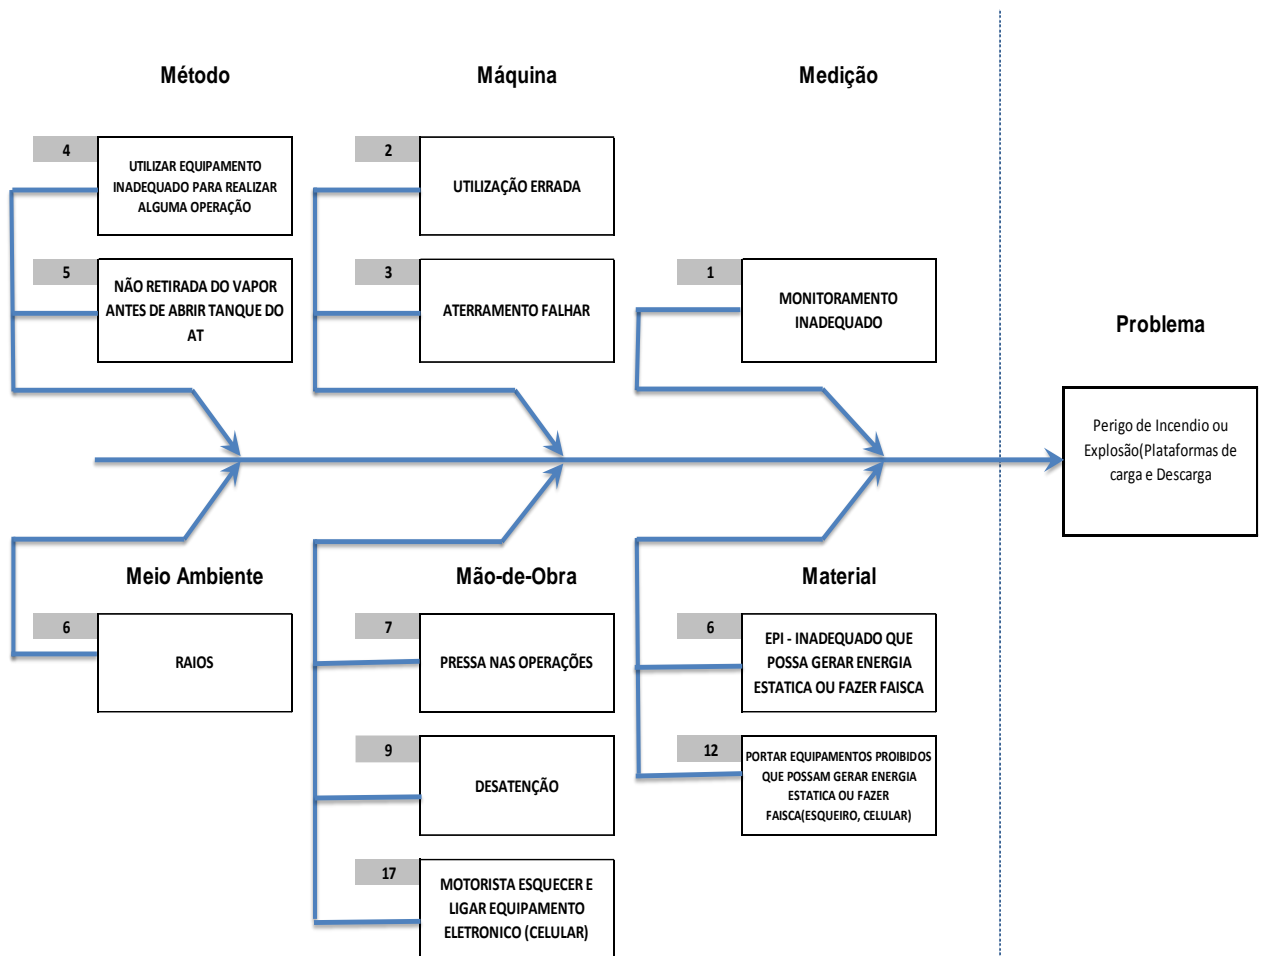 Método
Máquina
Medição
4
UTILIZAR EQUIPAMENTO
INADEQUADO PARA REALIZAR
ALGUMA OPERAÇÃO
2
UTILIZAÇÃO ERRADA
5
NÃO RETIRADA DO VAPOR
ANTES DE ABRIR TANQUE DO
AT
3
ATERRAMENTO FALHAR
1
MONITORAMENTO
INADEQUADO
Problema
Perigo de Incendio ou
Explosão(Plataformas de
carga e Descarga
Meio Ambiente
Mão-de-Obra
Material
6
RAIOS
7
PRESSA NAS OPERAÇÕES
6
EPI - INADEQUADO QUE
POSSA GERAR ENERGIA
ESTATICA OU FAZER FAISCA
9
DESATENÇÃO
12
PORTAR EQUIPAMENTOS PROIBIDOS
QUE POSSAM GERAR ENERGIA
ESTATICA OU FAZER
FAISCA(ESQUEIRO, CELULAR)
17
MOTORISTA ESQUECER E
LIGAR EQUIPAMENTO
ELETRONICO (CELULAR)